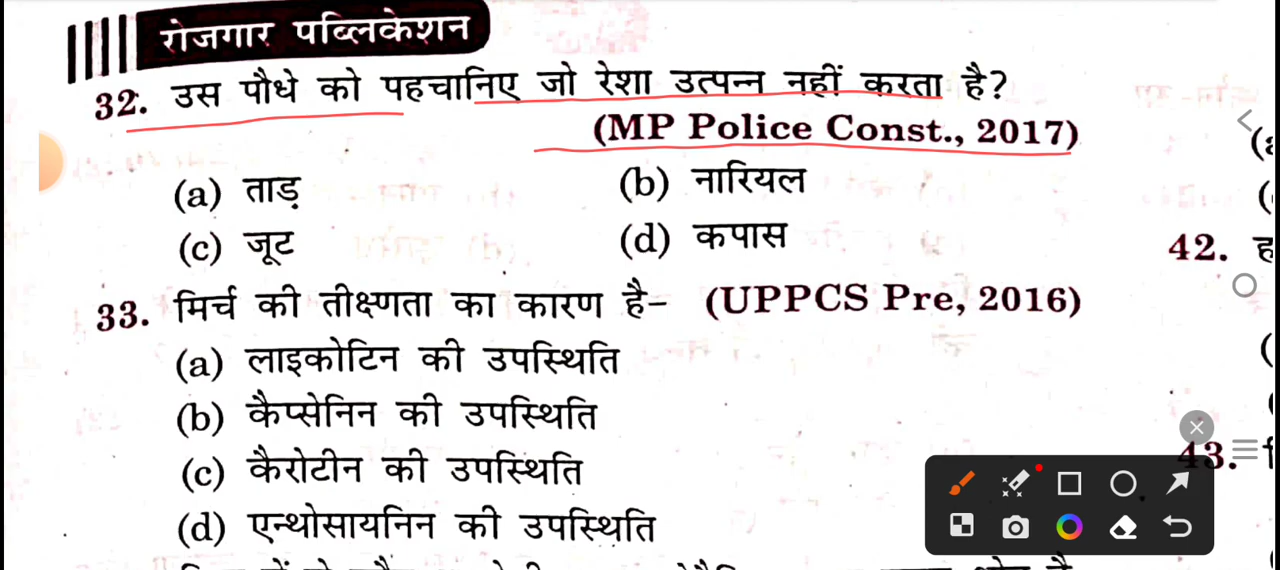 रोजगार पब्लिकेशन
32. उस पौधे को पहचानिए जो रेशा उत्पन्न नहीं करता है?
(MP Police Const., 2017)
(a) ताड़ (b) नारियल
(c) जूट (d) कपास
33. मिर्च की तीक्ष्णता का कारण है– (UPPCS Pre, 2016)
(a) लाइकोटिन की उपस्थिति
(b) कैप्सेनिन की उपस्थिति
(c) कैरोटीन की उपस्थिति
(d) एन्थोसायनिन की उपस्थिति
42.
43.